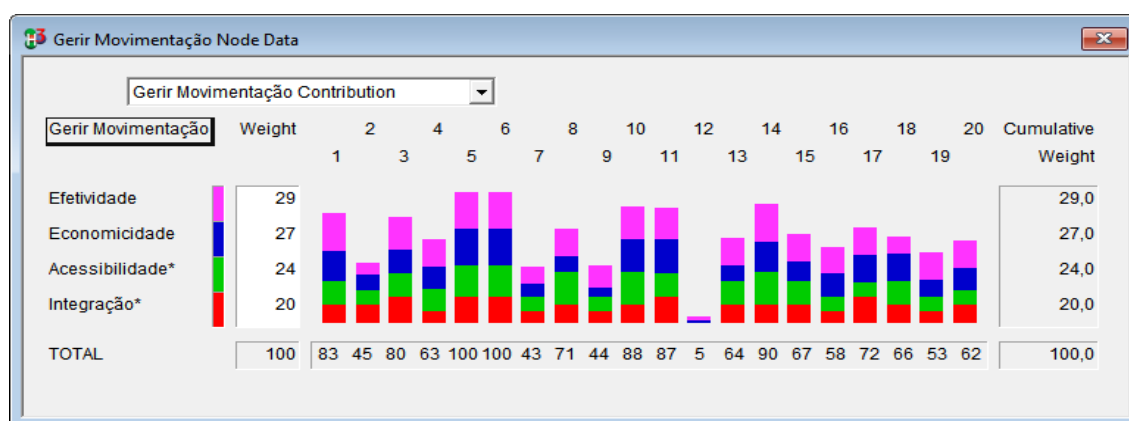 Gerir Movimentação Node Data
Gerir Movimentação Contribution
Gerir Movimentação Weight 2 4 6 8 10 12 14 16 18 20 Cumulative
1 3 5 7 9 11 13 15 17 19 Weight
Efetividade 29 29,0
Economicidade 27 27,0
Acessibilidade* 24 24,0
Integração* 20 20,0
TOTAL 100 83 45 80 63 100 100 43 71 44 88 87 5 64 90 67 58 72 66 53 62 100,0